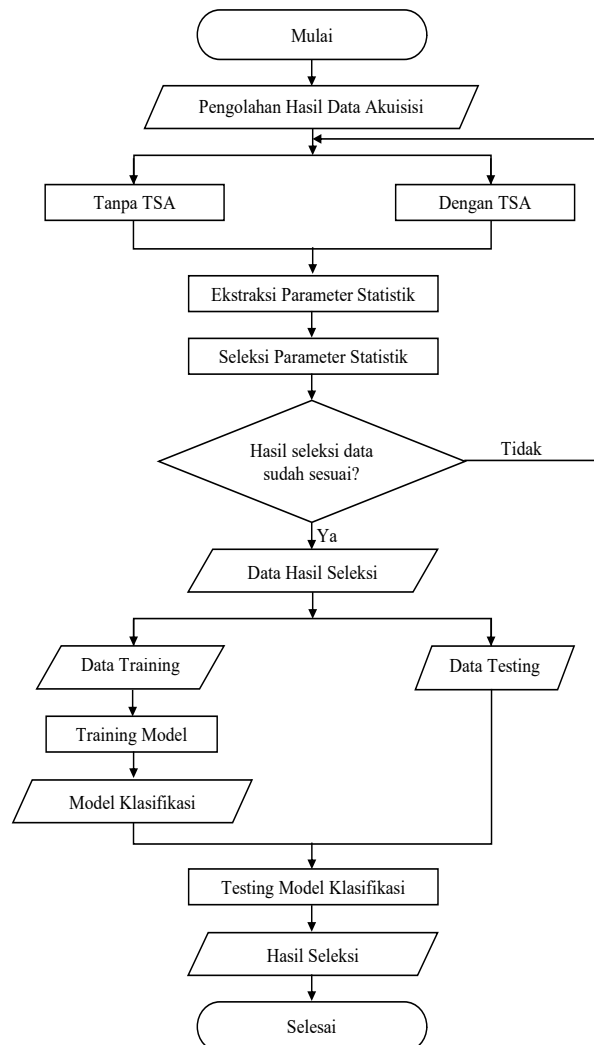 Mulai
Pengolahan Hasil Data Akuisisi
Tanpa TSA
Dengan TSA
Ekstraksi Parameter Statistik
Seleksi Parameter Statistik
Hasil seleksi data
sudah sesuai?
Tidak
Ya
Data Hasil Seleksi
Data Training
Data Testing
Training Model
Model Klasifikasi
Testing Model Klasifikasi
Hasil Seleksi
Selesai